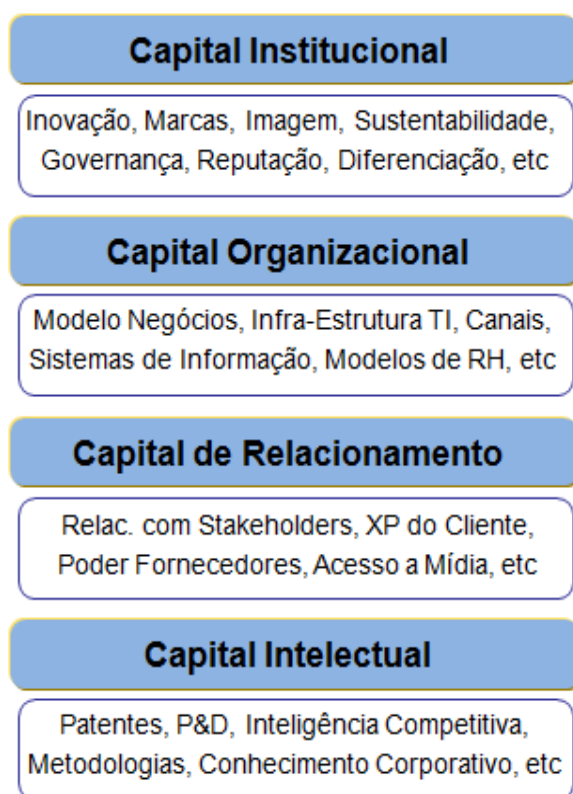 Capital Institucional
Inovação, Marcas, Imagem, Sustentabilidade,
Governança, Reputação, Diferenciação, etc
Capital Organizacional
Modelo Negócios, Infra-Estrutura TI, Canais,
Sistemas de Informação, Modelos de RH, etc
Capital de Relacionamento
Relac. com Stakeholders, XP do Cliente,
Poder Fornecedores, Acesso a Mídia, etc
Capital Intelectual
Patentes, P&D, Inteligência Competitiva,
Metodologias, Conhecimento Corporativo, etc